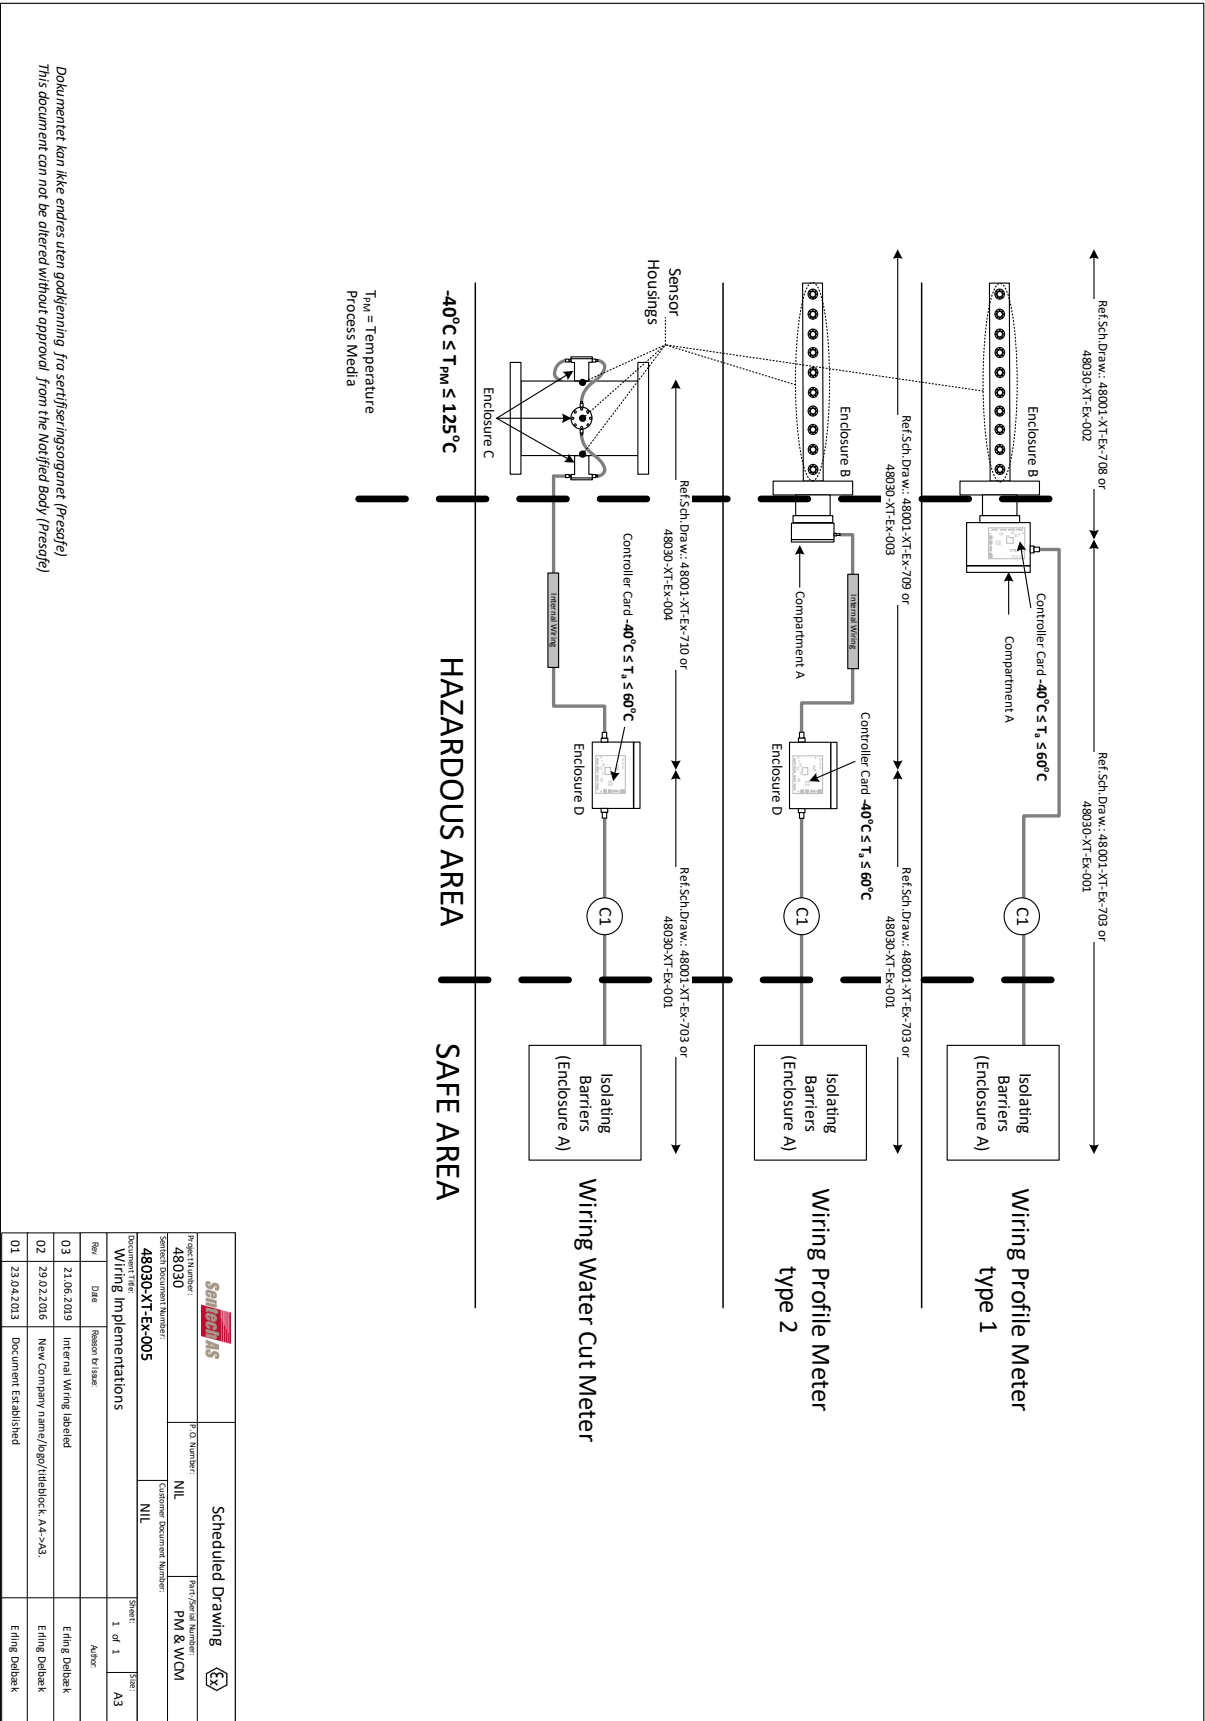 Ref.Sch.Draw.: 48001-XT-Ex-708 or
48030-XT-Ex-002
Ref.Sch.Draw.: 48001-XT-Ex-703 or
48030-XT-Ex-001
Enclosure B
Controller Card -40°C ≤ Ta ≤ 60°C
Compartment A
C1
Isolating
Barriers
(Enclosure A)
Wiring Profile Meter
type 1
Ref.Sch.Draw.: 48001-XT-Ex-709 or
48030-XT-Ex-003
Ref.Sch.Draw.: 48001-XT-Ex-703 or
48030-XT-Ex-001
Enclosure B
Internal Wiring
Compartment A
Controller Card -40°C ≤ Ta ≤ 60°C
Enclosure D
C1
Isolating
Barriers
(Enclosure A)
Wiring Profile Meter
type 2
Sensor
Housings
Ref.Sch.Draw.: 48001-XT-Ex-710 or
48030-XT-Ex-004
Ref.Sch.Draw.: 48001-XT-Ex-703 or
48030-XT-Ex-001
Controller Card -40°C ≤ Ta ≤ 60°C
Enclosure C
Internal Wiring
Enclosure D
C1
Isolating
Barriers
(Enclosure A)
Wiring Water Cut Meter
-40°C ≤ TPM ≤ 125°C
HAZARDOUS AREA
SAFE AREA
TPM = Temperature
Process Media
Dokumentet kan ikke endres uten godkjenning fra sertifiseringsorganet (Presafe)
This document can not be altered without approval from the Notified Body (Presafe)
Sentech AS
Scheduled Drawing
Ex
Project Number:
48030
P.O. Number:
NIL
Part-/Serial Number:
PM & WCM
Sentech Document Number:
48030-XT-Ex-005
Customer Document Number:
NIL
Document Title:
Wiring Implementations
Sheet:
1 of 1
Size:
A3
Rev
Date:
Reason for Issue:
Author:
03 21.06.2019 Internal Wiring labeled Erling Delbæk
02 29.02.2016 New Company name/logo/titleblock. A4->A3. Erling Delbæk
01 23.04.2013 Document Established Erling Delbæk